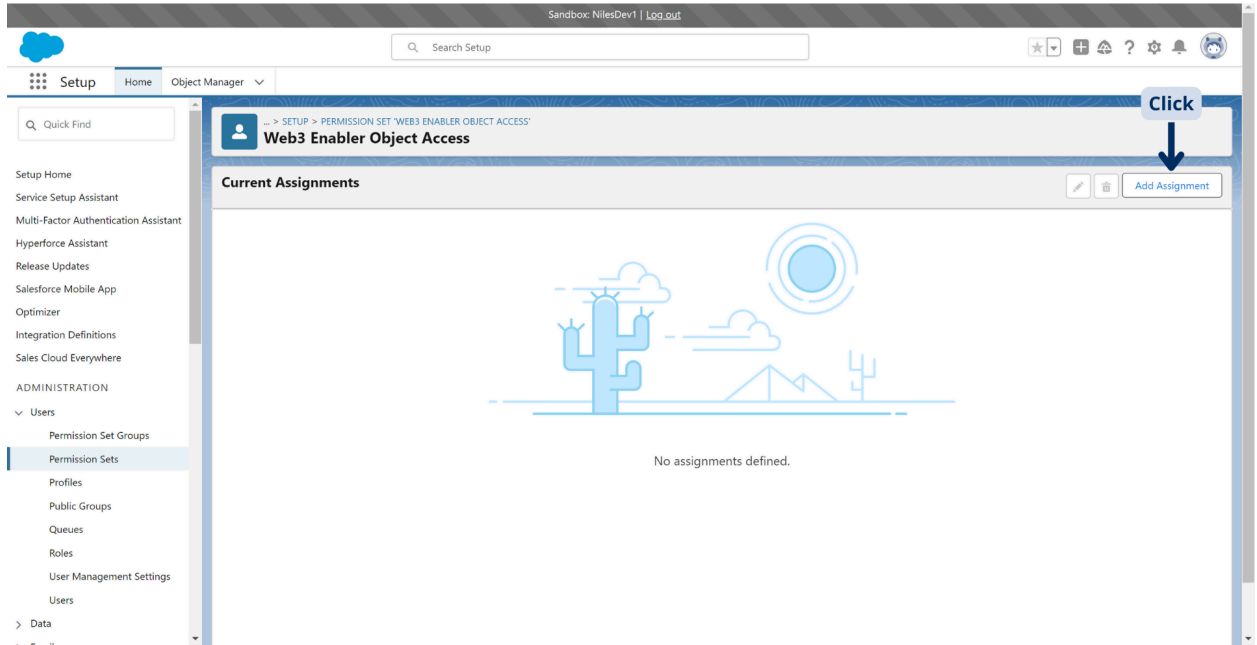 Sandbox: NilesDev1 | Log out
Search Setup
Setup
Home
Object Manager
Click
Quick Find
... > SETUP > PERMISSION SET 'WEB3 ENABLER OBJECT ACCESS'
Web3 Enabler Object Access
Current Assignments
Add Assignment
Setup Home
Service Setup Assistant
Multi-Factor Authentication Assistant
Hyperforce Assistant
Release Updates
Salesforce Mobile App
Optimizer
Integration Definitions
Sales Cloud Everywhere
ADMINISTRATION
Users
Permission Set Groups
Permission Sets
Profiles
Public Groups
Queues
Roles
User Management Settings
Users
Data
No assignments defined.